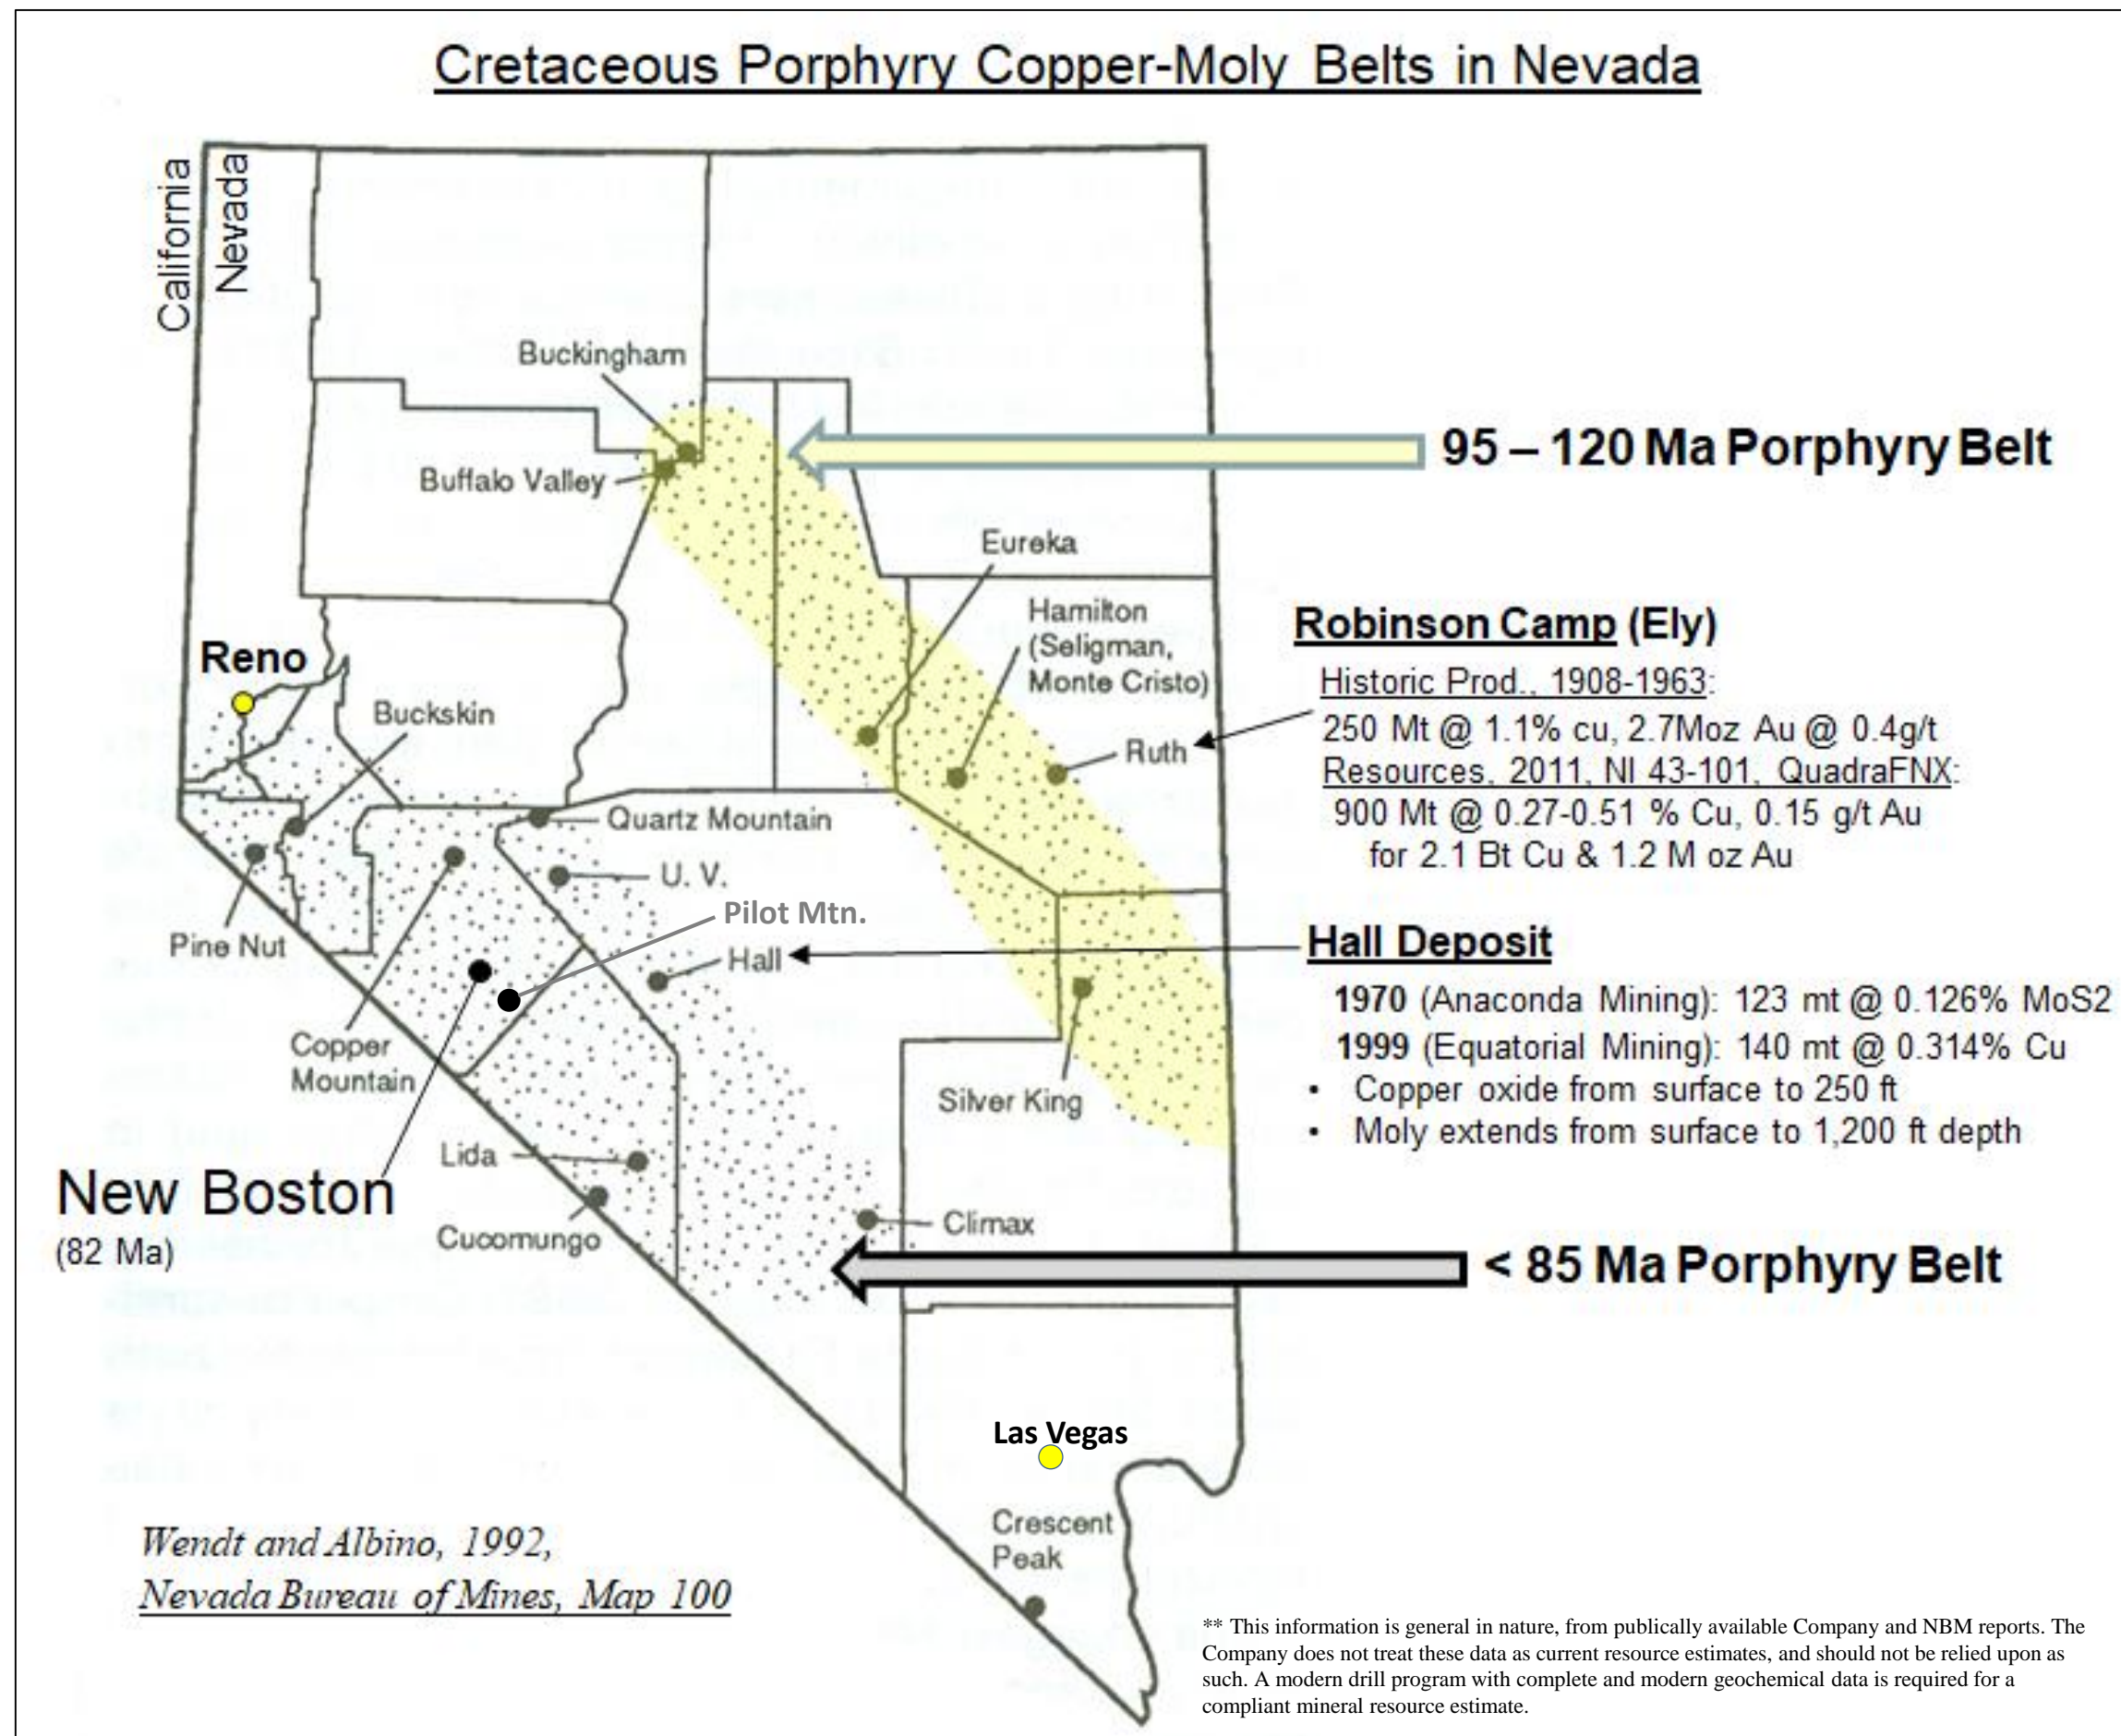 Cretaceous Porphyry Copper-Moly Belts in Nevada
California
Nevada
Buckingham
Buffalo Valley
95 – 120 Ma Porphyry Belt
Eureka
Hamilton
(Seligman,
Monte Cristo)
Ruth
Robinson Camp (Ely)
Historic Prod., 1908-1963:
250 Mt @ 1.1% cu, 2.7Moz Au @ 0.4g/t
Resources, 2011, NI 43-101, QuadraFNX:
900 Mt @ 0.27-0.51 % Cu, 0.15 g/t Au
for 2.1 Bt Cu & 1.2 M oz Au
Reno
Buckskin
Quartz Mountain
U. V.
Pilot Mtn.
Pine Nut
Hall
Hall Deposit
1970 (Anaconda Mining): 123 mt @ 0.126% MoS2
1999 (Equatorial Mining): 140 mt @ 0.314% Cu
• Copper oxide from surface to 250 ft
• Moly extends from surface to 1,200 ft depth
Copper
Mountain
Silver King
Lida
New Boston
(82 Ma)
Cucomungo
Climax
< 85 Ma Porphyry Belt
Las Vegas
Crescent
Peak
Wendt and Albino, 1992,
Nevada Bureau of Mines, Map 100
** This information is general in nature, from publically available Company and NBM reports. The
Company does not treat these data as current resource estimates, and should not be relied upon as
such. A modern drill program with complete and modern geochemical data is required for a
compliant mineral resource estimate.